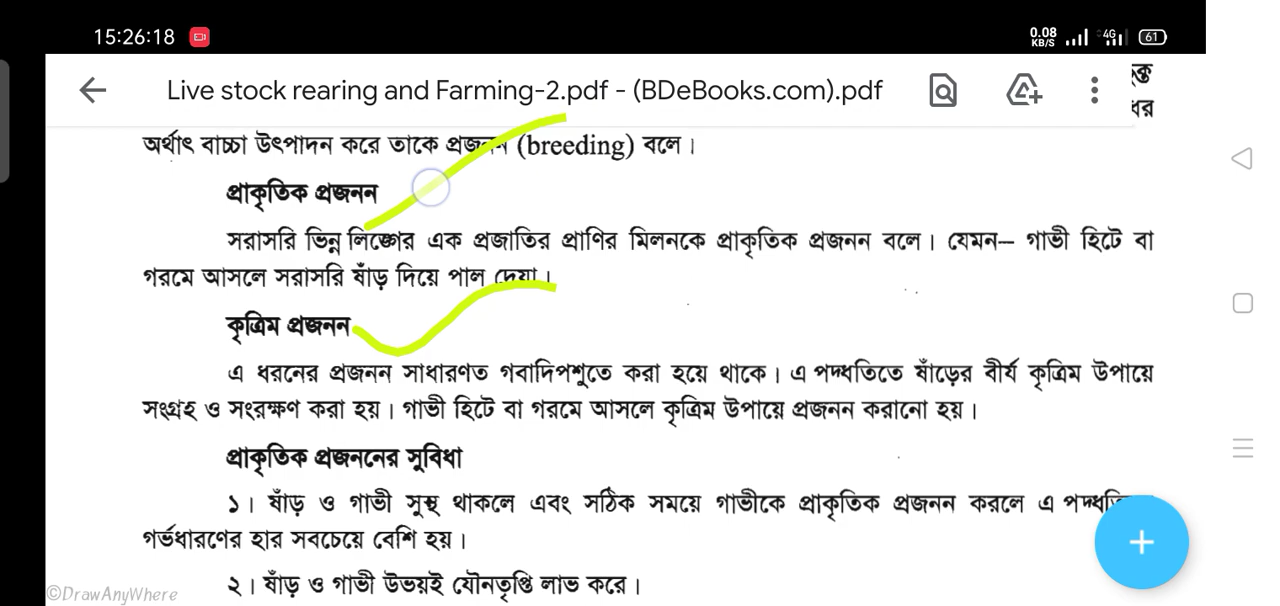 15:26:18 0.08 KB/S 4G 61
Live stock rearing and Farming-2.pdf - (BDeBooks.com).pdf
অর্থাৎ বাচ্চা উৎপাদন করে তাকে প্রজনন (breeding) বলে।
প্রাকৃতিক প্রজনন
সরাসরি ভিন্ন লিঙ্গের এক প্রজাতির প্রাণির মিলনকে প্রাকৃতিক প্রজনন বলে। যেমন– গাভী হিটে বা
গরমে আসলে সরাসরি ষাঁড় দিয়ে পাল দেয়া।
কৃত্রিম প্রজনন
এ ধরনের প্রজনন সাধারণত গবাদিপশুতে করা হয়ে থাকে। এ পদ্ধতিতে ষাঁড়ের বীর্য কৃত্রিম উপায়ে
সংগ্রহ ও সংরক্ষণ করা হয়। গাভী হিটে বা গরমে আসলে কৃত্রিম উপায়ে প্রজনন করানো হয়।
প্রাকৃতিক প্রজননের সুবিধা
১। ষাঁড় ও গাভী সুস্থ থাকলে এবং সঠিক সময়ে গাভীকে প্রাকৃতিক প্রজনন করলে এ
গর্ভধারণের হার সবচেয়ে বেশি হয়।
২। ষাঁড় ও গাভী উভয়ই যৌনতৃপ্তি লাভ করে।
©DrawAnyWhere